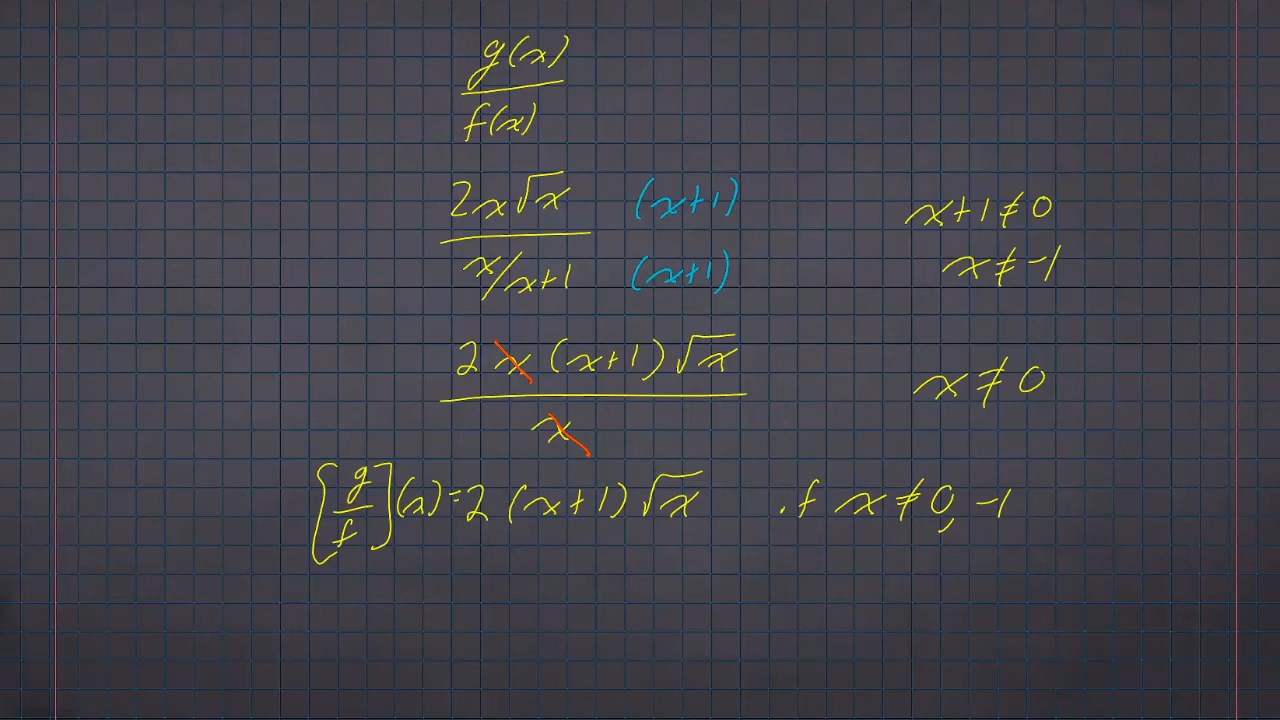 g(x)
f(x)
2x√x (x+1)
x/x+1 (x+1)
x+1≠0
x≠-1
2x(x+1)√x
x
x≠0
[g/f](x)=2(x+1)√x if x≠0,-1